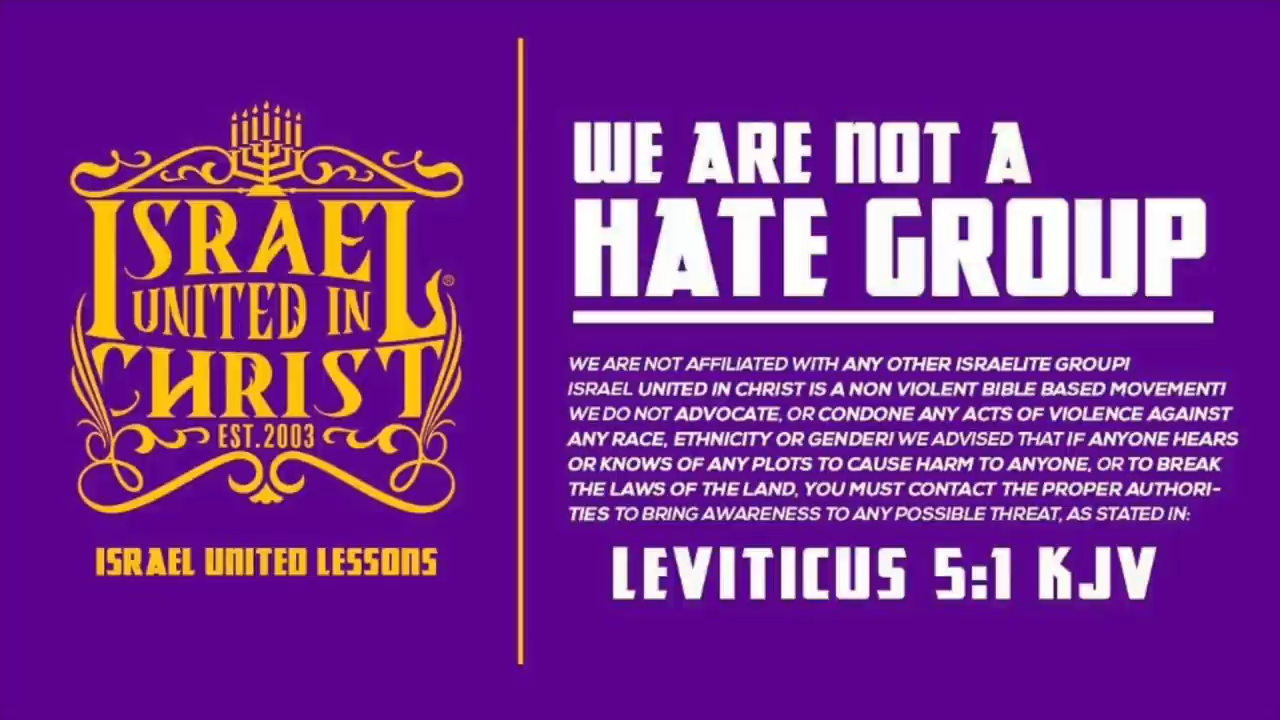 ISRAEL
UNITED IN
CHRIST
®
EST. 2003
ISRAEL UNITED LESSONS
WE ARE NOT A
HATE GROUP
WE ARE NOT AFFILIATED WITH ANY OTHER ISRAELITE GROUP!
ISRAEL UNITED IN CHRIST IS A NON VIOLENT BIBLE BASED MOVEMENT!
WE DO NOT ADVOCATE, OR CONDONE ANY ACTS OF VIOLENCE AGAINST
ANY RACE, ETHNICITY OR GENDER! WE ADVISED THAT IF ANYONE HEARS
OR KNOWS OF ANY PLOTS TO CAUSE HARM TO ANYONE, OR TO BREAK
THE LAWS OF THE LAND, YOU MUST CONTACT THE PROPER AUTHORI-
TIES TO BRING AWARENESS TO ANY POSSIBLE THREAT, AS STATED IN:
LEVITICUS 5:1 KJV